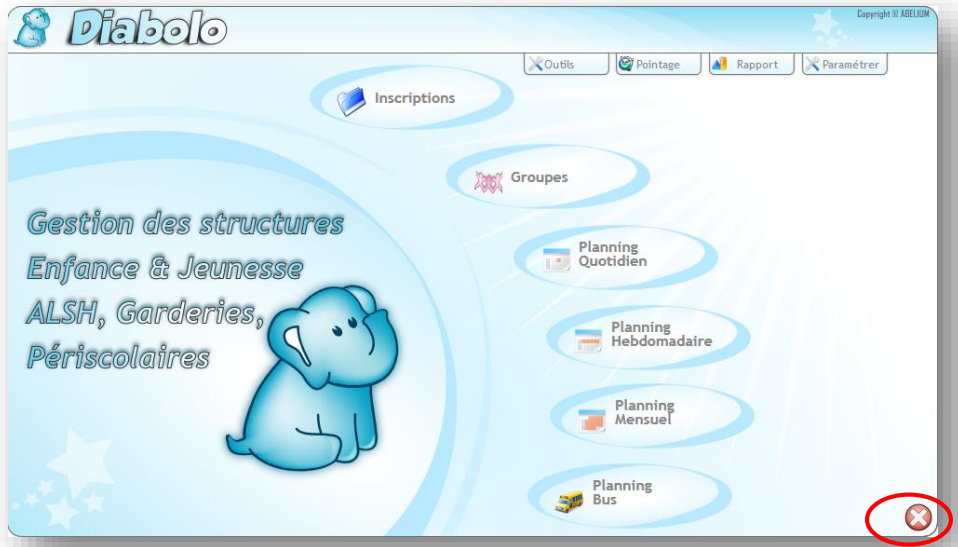 Diabolo
Copyright III ABELIUM
Outils
Pointage
Rapport
Paramétrer
Inscriptions
Groupes
Planning
Quotidien
Planning
Hebdomadaire
Planning
Mensuel
Planning
Bus
Gestion des structures
Enfance & Jeunesse
ALSH, Garderies,
Périscolaires